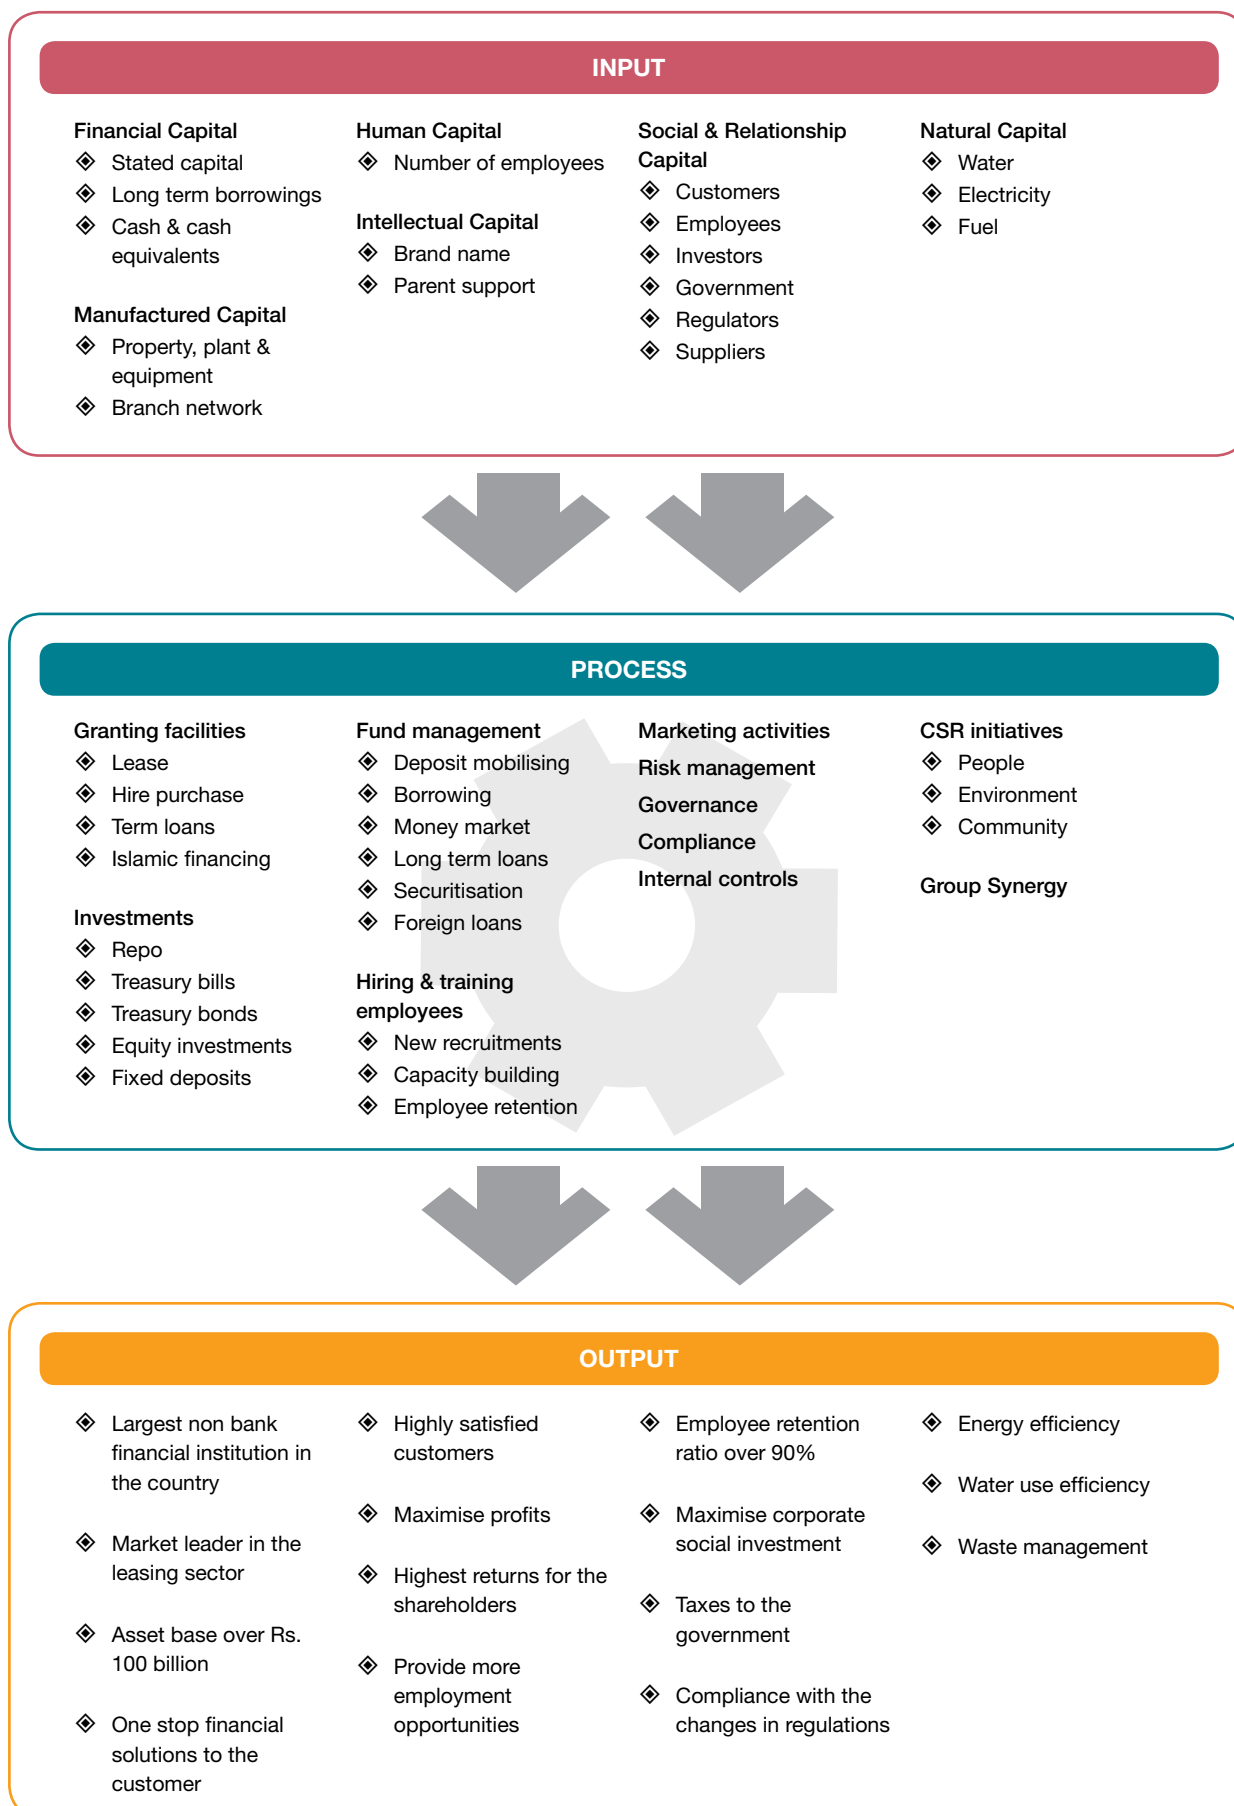 INPUT
Financial Capital
Stated capital
Long term borrowings
Cash & cash
equivalents
Manufactured Capital
Property, plant &
equipment
Branch network
Human Capital
Number of employees
Intellectual Capital
Brand name
Parent support
Social & Relationship
Capital
Customers
Employees
Investors
Government
Regulators
Suppliers
Natural Capital
Water
Electricity
Fuel
PROCESS
Granting facilities
Lease
Hire purchase
Term loans
Islamic financing
Investments
Repo
Treasury bills
Treasury bonds
Equity investments
Fixed deposits
Fund management
Deposit mobilising
Borrowing
Money market
Long term loans
Securitisation
Foreign loans
Hiring & training
employees
New recruitments
Capacity building
Employee retention
Marketing activities
Risk management
Governance
Compliance
Internal controls
CSR initiatives
People
Environment
Community
Group Synergy
OUTPUT
Largest non bank
financial institution in
the country
Market leader in the
leasing sector
Asset base over Rs.
100 billion
One stop financial
solutions to the
customer
Highly satisfied
customers
Maximise profits
Highest returns for the
shareholders
Provide more
employment
opportunities
Employee retention
ratio over 90%
Maximise corporate
social investment
Taxes to the
government
Compliance with the
changes in regulations
Energy efficiency
Water use efficiency
Waste management